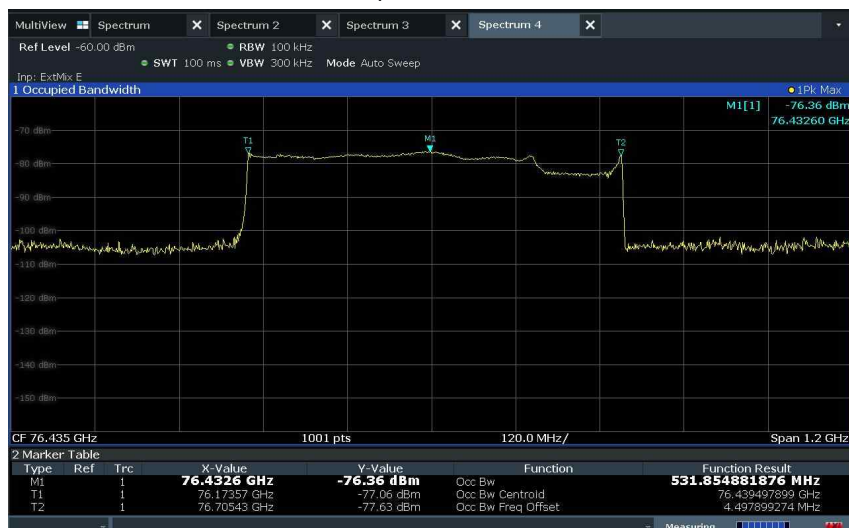 MultiView Spectrum X Spectrum 2 X Spectrum 3 X Spectrum 4 X
Ref Level -60.00 dBm RBW 100 kHz
SWT 100 ms VBW 300 kHz Mode Auto Sweep
Inp: ExtMix E
1 Occupied Bandwidth 1Pk Max
M1[1] -76.36 dBm
76.43260 GHz
-70 dBm
T1 M1 T2
-80 dBm
-90 dBm
-100 dBm
-110 dBm
-130 dBm
-140 dBm
-150 dBm
CF 76.435 GHz 1001 pts 120.0 MHz/ Span 1.2 GHz
2 Marker Table
Type Ref Trc X-Value Y-Value Function Function Result
M1 1 76.4326 GHz -76.36 dBm Occ Bw 531.854881876 MHz
T1 1 76.17357 GHz -77.06 dBm Occ Bw Centroid 76.439497899 GHz
T2 1 76.70543 GHz -77.63 dBm Occ Bw Freq Offset 4.497899274 MHz
Measuring